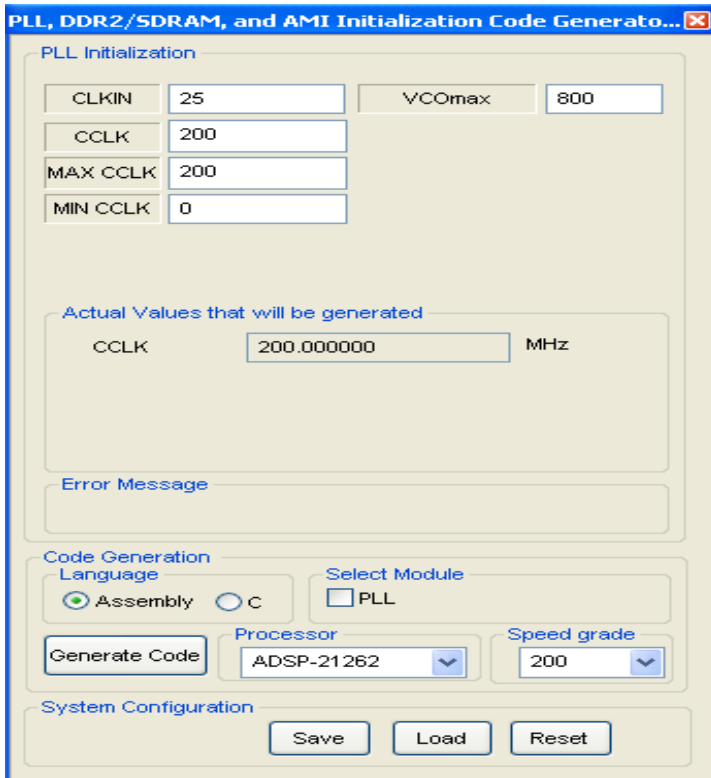 PLL, DDR2/SDRAM, and AMI Initialization Code Generato...
PLL Initialization
CLKIN 25 VCOmax 800
CCLK 200
MAX CCLK 200
MIN CCLK 0
Actual Values that will be generated
CCLK 200.000000 MHz
Error Message
Code Generation
Language Select Module
Assembly C PLL
Processor Speed grade
Generate Code ADSP-21262 200
System Configuration
Save Load Reset